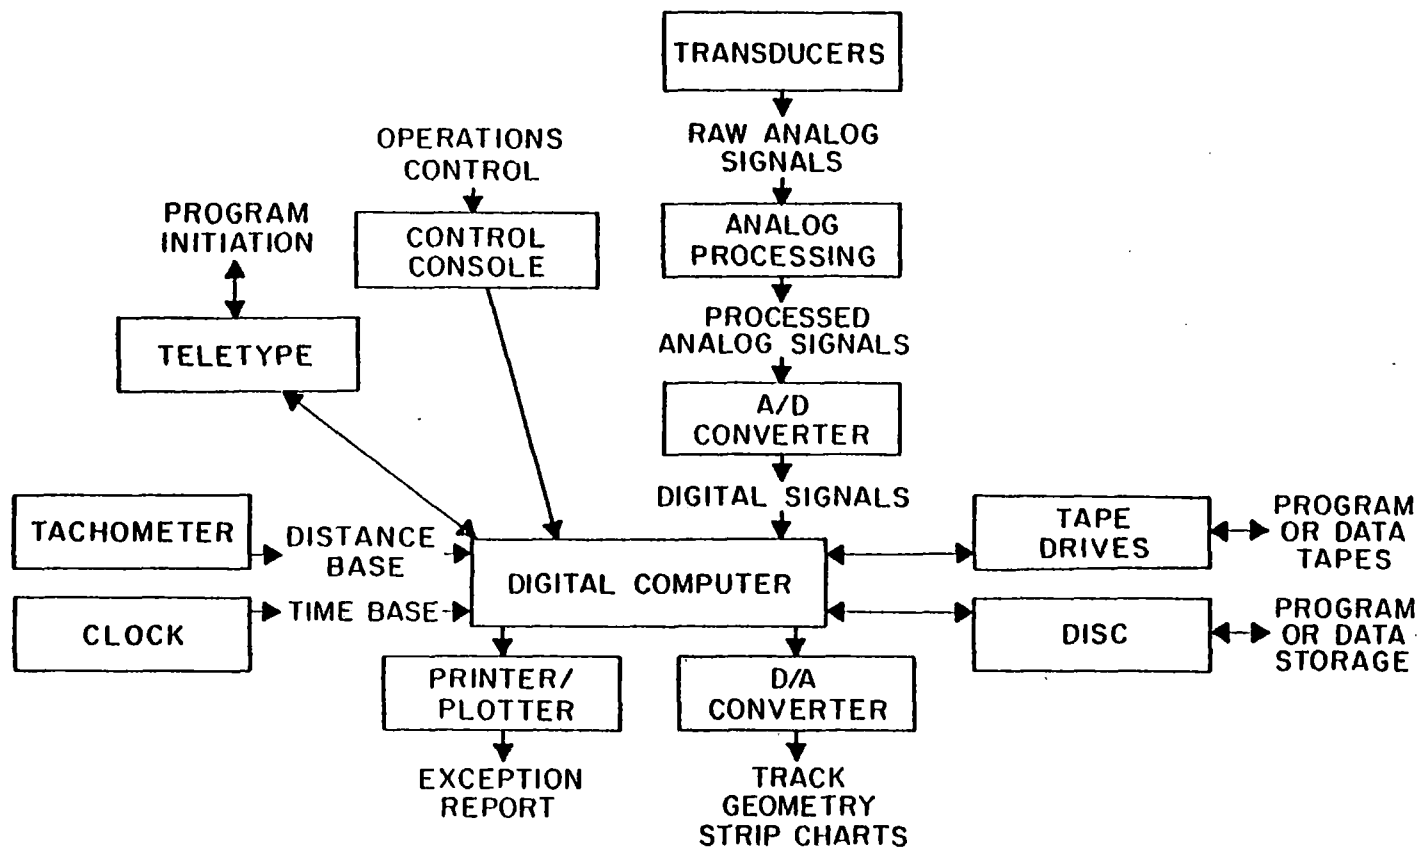 TRANSDUCERS
RAW ANALOG
SIGNALS
OPERATIONS
CONTROL
PROGRAM
INITIATION
CONTROL
CONSOLE
ANALOG
PROCESSING
PROCESSED
ANALOG SIGNALS
TELETYPE
A/D
CONVERTER
DIGITAL SIGNALS
TACHOMETER
DISTANCE
BASE
CLOCK
TIME BASE
DIGITAL COMPUTER
TAPE
DRIVES
PROGRAM
OR DATA
TAPES
DISC
PROGRAM
OR DATA
STORAGE
PRINTER/
PLOTTER
D/A
CONVERTER
EXCEPTION
REPORT
TRACK
GEOMETRY
STRIP CHARTS